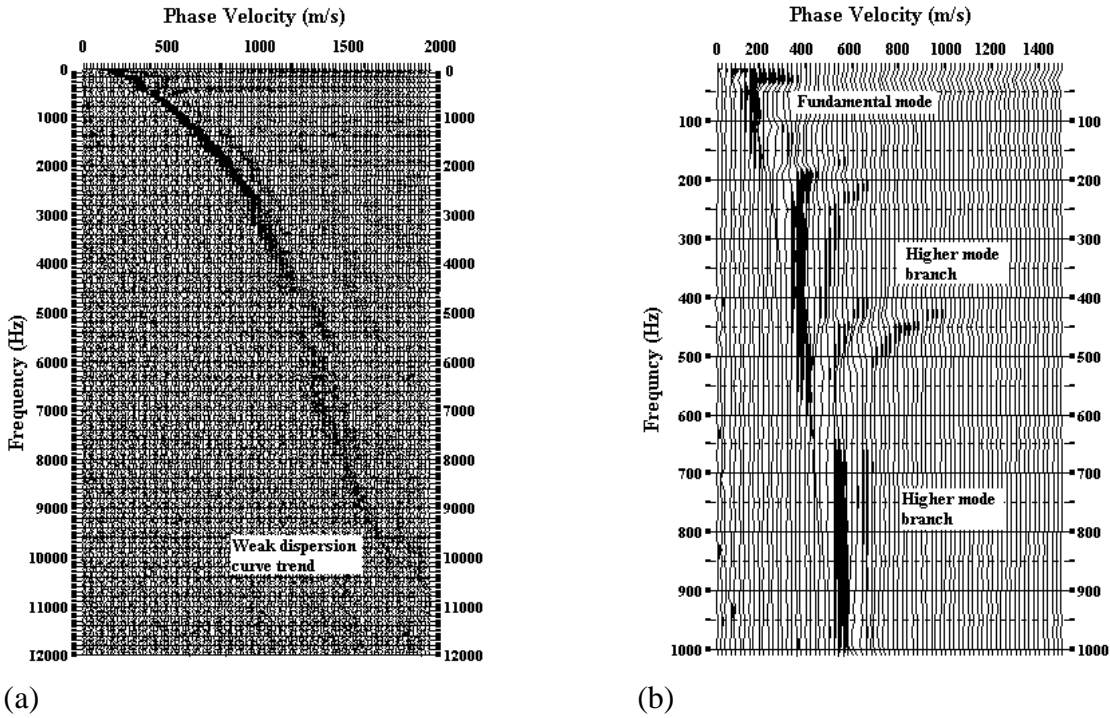 Phase Velocity (m/s)
0 500 1000 1500 2000
0 0
1000 1000
2000 2000
3000 3000
4000 4000
5000 5000
6000 6000
7000 7000
8000 8000
9000 9000
10000 10000
11000 11000
12000 12000
Frequency (Hz)
Weak dispersion
curve trend
(a)
Phase Velocity (m/s)
0 200 400 600 800 1000 1200 1400
100 100
200 200
300 300
400 400
500 500
600 600
700 700
800 800
900 900
1000 1000
Frequncy (Hz)
Fundamental mode
Higher mode
branch
Higher mode
branch
(b)